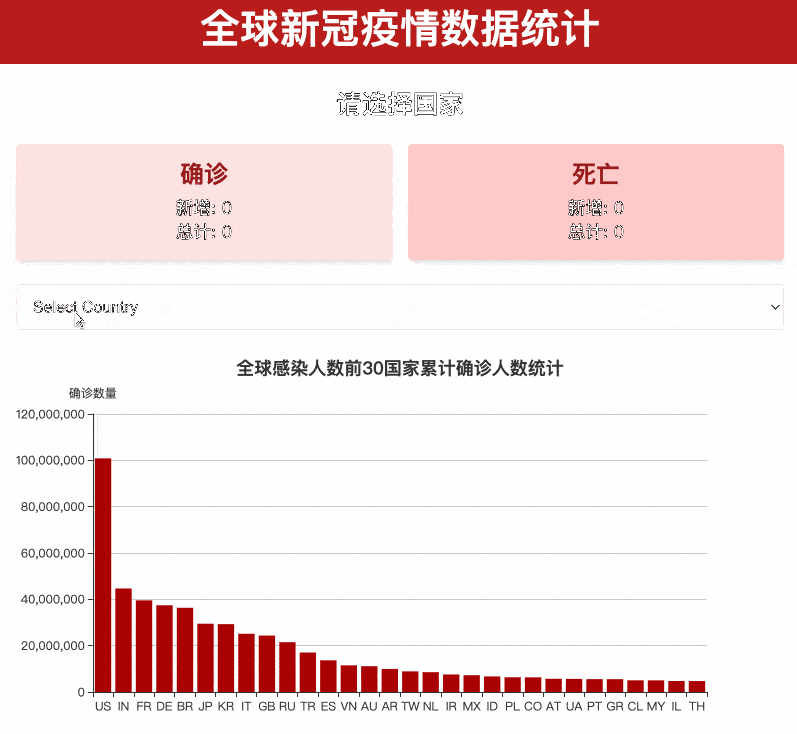 全球新冠疫情数据统计
请选择国家
确诊
新增: 0
总计: 0
死亡
新增: 0
总计: 0
Select Country
全球感染人数前30国家累计确诊人数统计
确诊数量
120,000,000
100,000,000
80,000,000
60,000,000
40,000,000
20,000,000
0
US IN FR DE BR JP KR IT GB RU TR ES VN AU AR TW NL IR MX ID PL CO AT UA PT GR CL MY IL TH